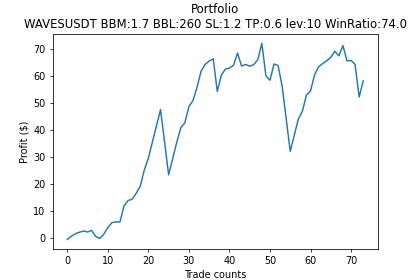 Portfolio
WAVESUSDT BBM:1.7 BBL:260 SL:1.2 TP:0.6 lev:10 WinRatio:74.0
70
60
50
40
30
20
10
0
Profit ($)
0 10 20 30 40 50 60 70
Trade counts